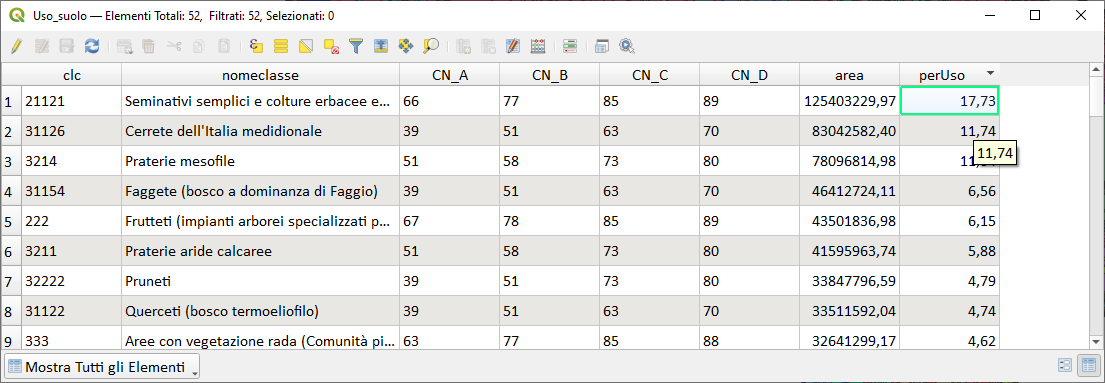 Uso_suolo — Elementi Totali: 52, Filtrati: 52, Selezionati: 0
clc nomeclasse CN_A CN_B CN_C CN_D area perUso
1 21121 Seminativi semplici e colture erbacee e... 66 77 85 89 125403229,97 17,73
2 31126 Cerrete dell'Italia medidionale 39 51 63 70 83042582,40 11,74
11,74
3 3214 Praterie mesofile 51 58 73 80 78096814,98
4 31154 Faggete (bosco a dominanza di Faggio) 39 51 63 70 46412724,11 6,56
5 222 Frutteti (impianti arborei specializzati p... 67 78 85 89 43501836,98 6,15
6 3211 Praterie aride calcaree 51 58 73 80 41595963,74 5,88
7 32222 Pruneti 39 51 73 80 33847796,59 4,79
8 31122 Querceti (bosco termoeliofilo) 39 51 63 70 33511592,04 4,74
9 333 Aree con vegetazione rada (Comunità pi... 63 77 85 88 32641299,17 4,62
Mostra Tutti gli Elementi